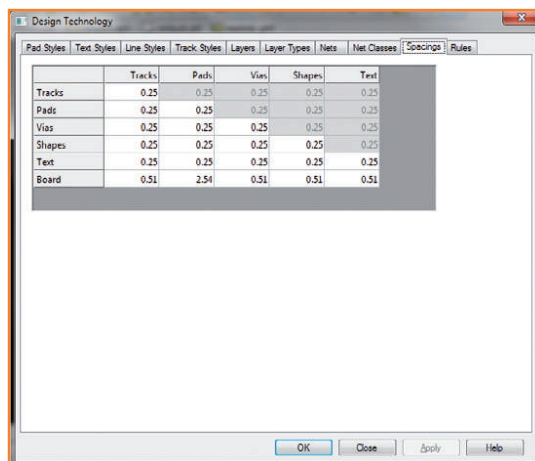 Design Technology
Pad Styles Text Styles Line Styles Track Styles Layers Layer Types Nets Net Classes Spacings Rules
Tracks Pads Vias Shapes Text
Tracks 0.25 0.25 0.25 0.25 0.25
Pads 0.25 0.25 0.25 0.25 0.25
Vias 0.25 0.25 0.25 0.25 0.25
Shapes 0.25 0.25 0.25 0.25 0.25
Text 0.25 0.25 0.25 0.25 0.25
Board 0.51 2.54 0.51 0.51 0.51
OK Close Apply Help